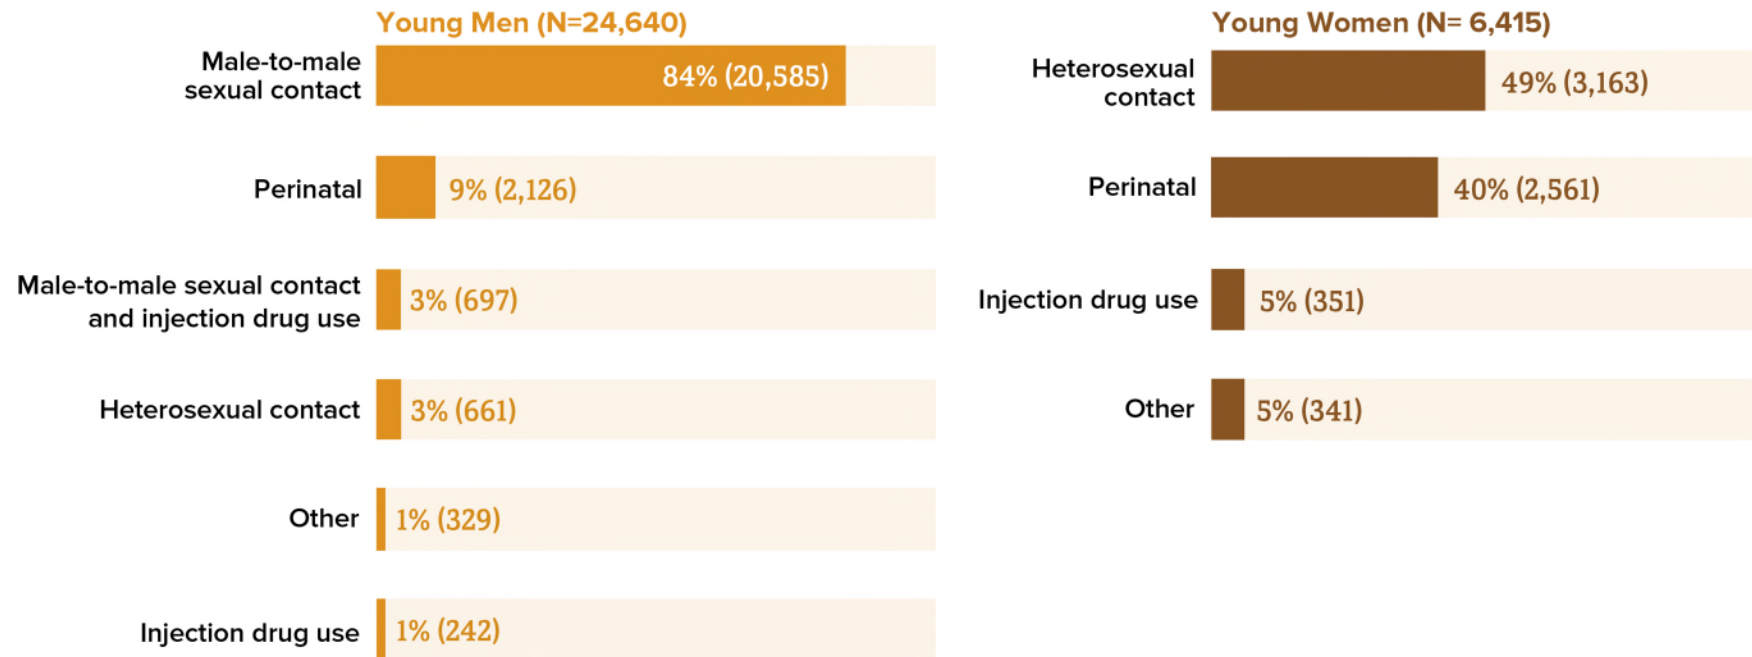 Young Men (N=24,640)
Male-to-male
sexual contact
84% (20,585)
Perinatal
9% (2,126)
Male-to-male sexual contact
and injection drug use
3% (697)
Heterosexual contact
3% (661)
Other
1% (329)
Injection drug use
1% (242)
Young Women (N= 6,415)
Heterosexual
contact
49% (3,163)
Perinatal
40% (2,561)
Injection drug use
5% (351)
Other
5% (341)